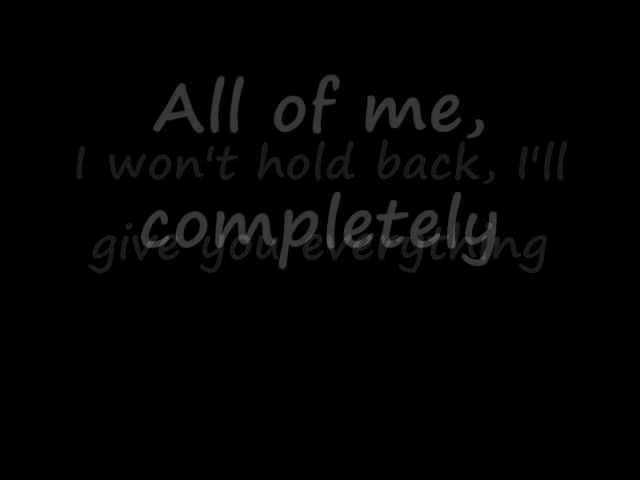 All of me,
I won't hold back, I'll
completely
give you everything